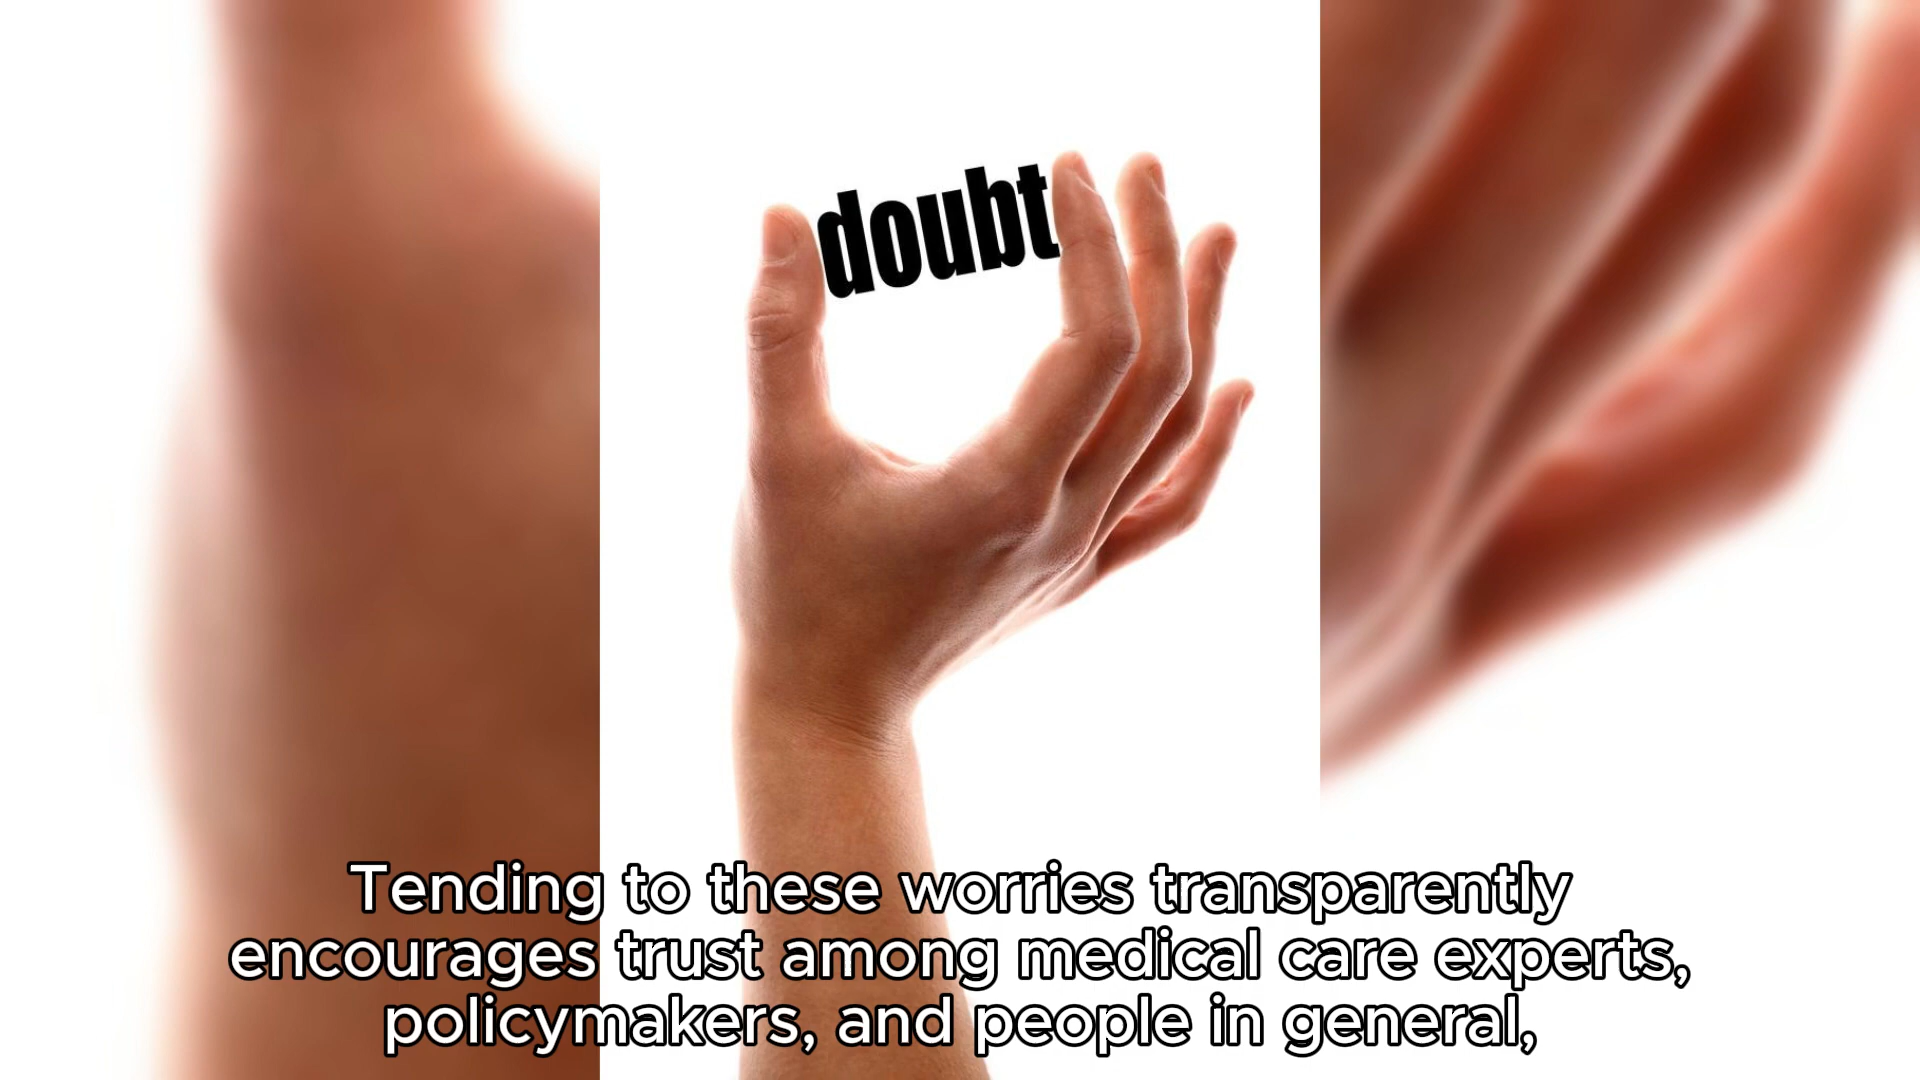 doubt
Tending to these worries transparently
encourages trust among medical care experts,
policymakers, and people in general,